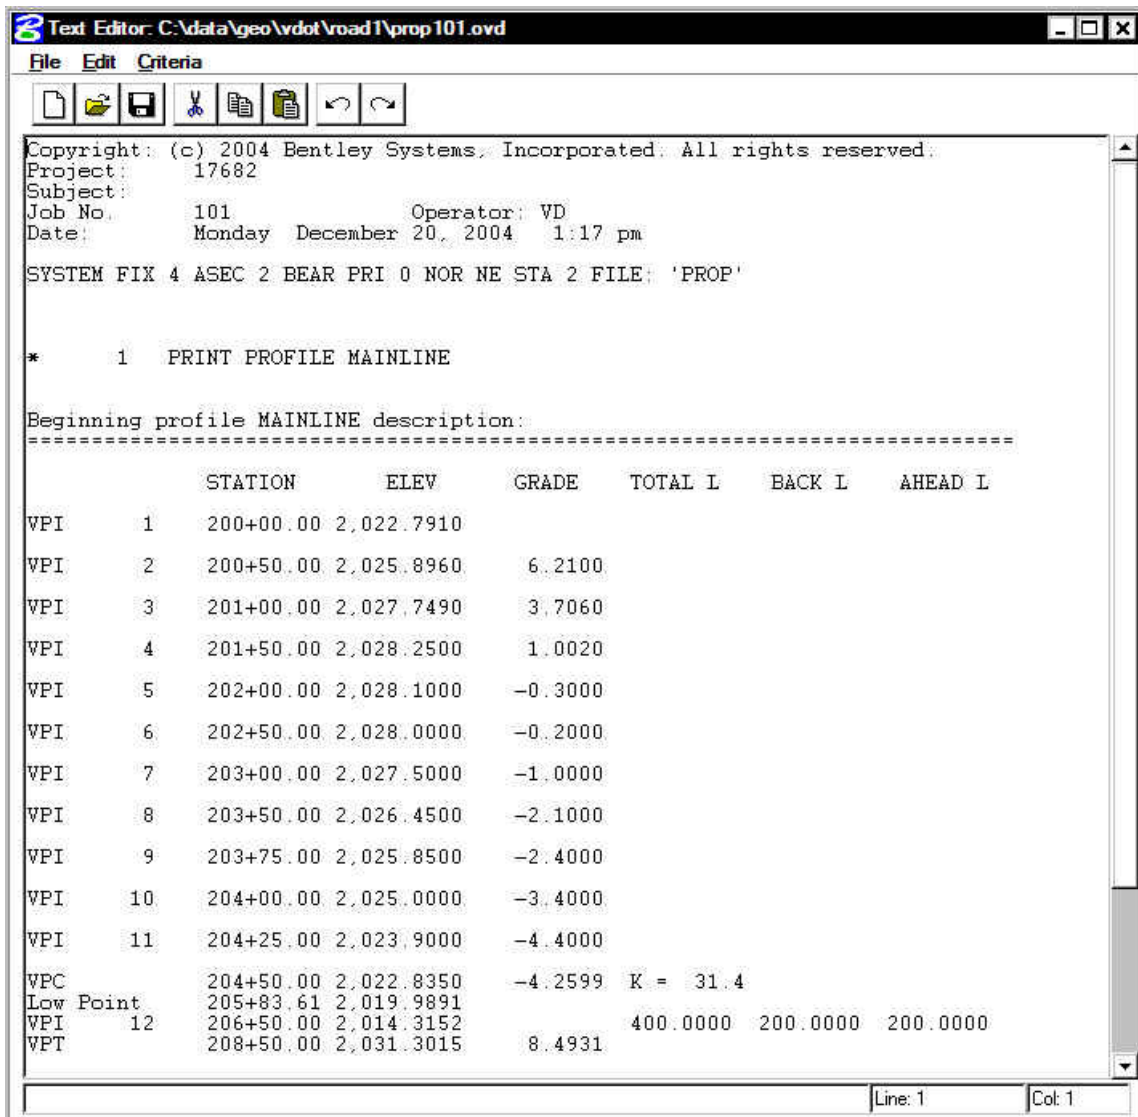 Text Editor: C:\data\geo\vdot\road1\prop101.ovd
File Edit Criteria
Copyright: (c) 2004 Bentley Systems, Incorporated. All rights reserved.
Project: 17682
Subject:
Job No. 101 Operator: VD
Date: Monday December 20, 2004 1:17 pm
SYSTEM FIX 4 ASEC 2 BEAR PRI 0 NOR NE STA 2 FILE: 'PROP'
* 1 PRINT PROFILE MAINLINE
Beginning profile MAINLINE description:
=============================================================================
STATION ELEV GRADE TOTAL L BACK L AHEAD L
VPI 1 200+00.00 2,022.7910
VPI 2 200+50.00 2,025.8960 6.2100
VPI 3 201+00.00 2,027.7490 3.7060
VPI 4 201+50.00 2,028.2500 1.0020
VPI 5 202+00.00 2,028.1000 -0.3000
VPI 6 202+50.00 2,028.0000 -0.2000
VPI 7 203+00.00 2,027.5000 -1.0000
VPI 8 203+50.00 2,026.4500 -2.1000
VPI 9 203+75.00 2,025.8500 -2.4000
VPI 10 204+00.00 2,025.0000 -3.4000
VPI 11 204+25.00 2,023.9000 -4.4000
VPC 204+50.00 2,022.8350 -4.2599 K = 31.4
Low Point 205+83.61 2,019.9891
VPI 12 206+50.00 2,014.3152 400.0000 200.0000 200.0000
VPT 208+50.00 2,031.3015 8.4931
Line: 1 Col: 1